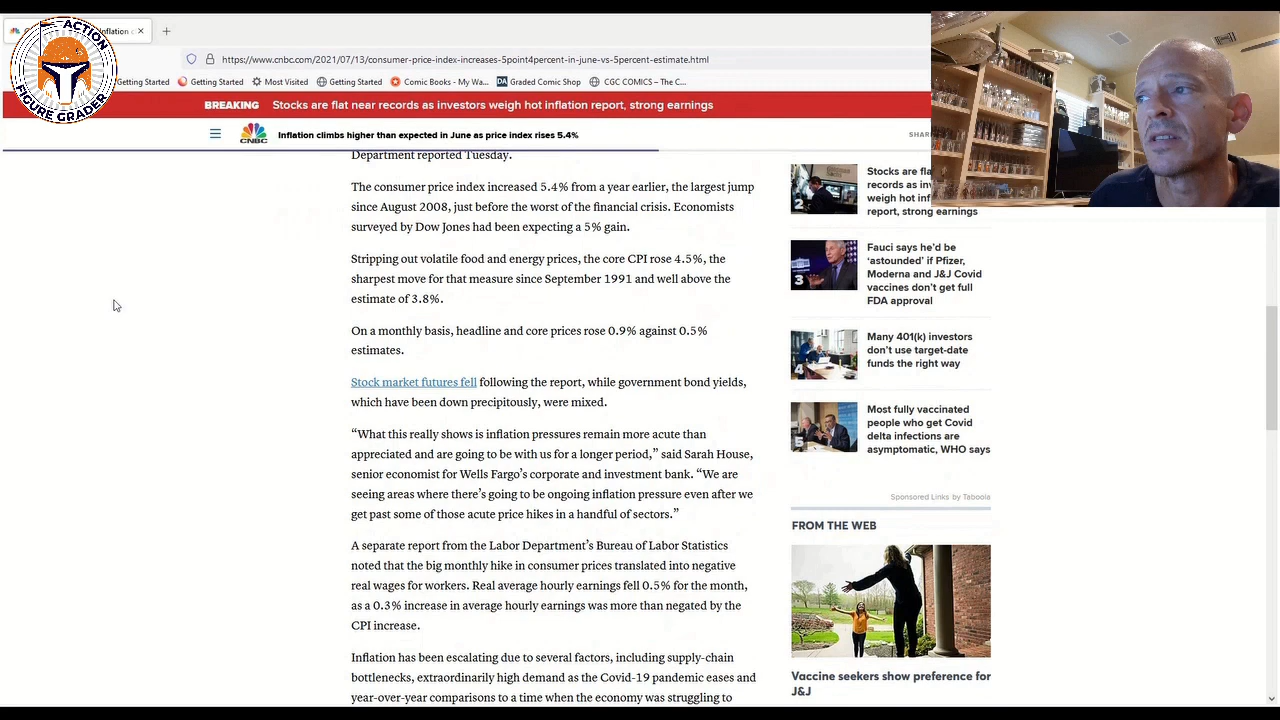 ACTION
FIGURE GRADER
Inflation c
https://www.cnbc.com/2021/07/13/consumer-price-index-increases-5point4percent-in-june-vs-5percent-estimate.html
Getting Started
Getting Started
Most Visited
Getting Started
Comic Books - My Wa...
DA Graded Comic Shop
CGC COMICS – The C...
BREAKING Stocks are flat near records as investors weigh hot inflation report, strong earnings
CNBC
Inflation climbs higher than expected in June as price index rises 5.4%
SHAR
Department reported Tuesday.
The consumer price index increased 5.4% from a year earlier, the largest jump
since August 2008, just before the worst of the financial crisis. Economists
surveyed by Dow Jones had been expecting a 5% gain.
Stripping out volatile food and energy prices, the core CPI rose 4.5%, the
sharpest move for that measure since September 1991 and well above the
estimate of 3.8%.
On a monthly basis, headline and core prices rose 0.9% against 0.5%
estimates.
Stock market futures fell following the report, while government bond yields,
which have been down precipitously, were mixed.
“What this really shows is inflation pressures remain more acute than
appreciated and are going to be with us for a longer period,” said Sarah House,
senior economist for Wells Fargo’s corporate and investment bank. “We are
seeing areas where there’s going to be ongoing inflation pressure even after we
get past some of those acute price hikes in a handful of sectors.”
A separate report from the Labor Department’s Bureau of Labor Statistics
noted that the big monthly hike in consumer prices translated into negative
real wages for workers. Real average hourly earnings fell 0.5% for the month,
as a 0.3% increase in average hourly earnings was more than negated by the
CPI increase.
Inflation has been escalating due to several factors, including supply-chain
bottlenecks, extraordinarily high demand as the Covid-19 pandemic eases and
year-over-year comparisons to a time when the economy was struggling to
2
Stocks are fla
records as inv
weigh hot infl
report, strong earnings
3
Fauci says he’d be
‘astounded’ if Pfizer,
Moderna and J&J Covid
vaccines don’t get full
FDA approval
4
Many 401(k) investors
don’t use target-date
funds the right way
5
Most fully vaccinated
people who get Covid
delta infections are
asymptomatic, WHO says
Sponsored Links by Taboola
FROM THE WEB
Vaccine seekers show preference for
J&J